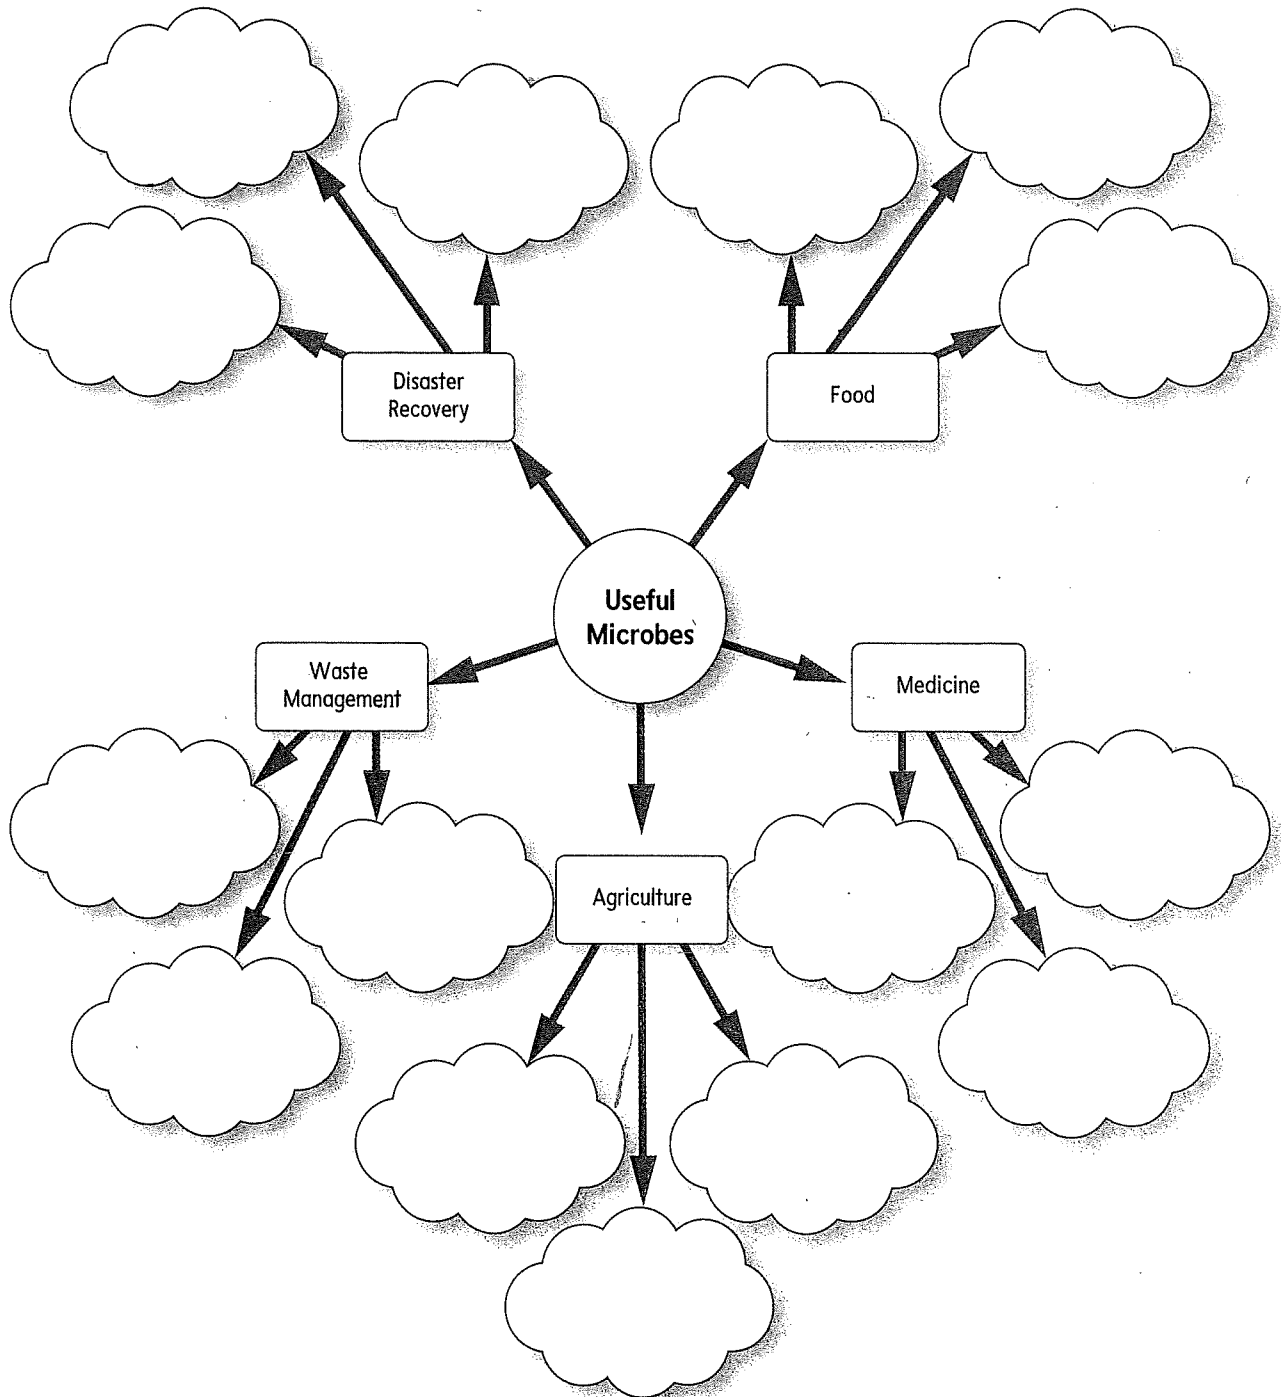 Disaster
Recovery
Food
Useful
Microbes
Waste
Management
Medicine
Agriculture